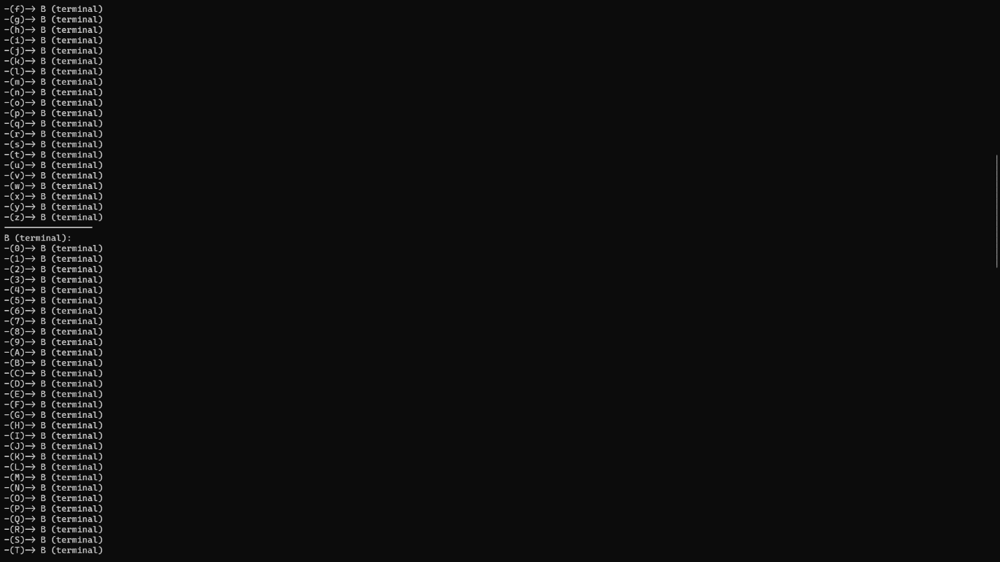 -(f)-> B (terminal)
-(g)-> B (terminal)
-(h)-> B (terminal)
-(i)-> B (terminal)
-(j)-> B (terminal)
-(k)-> B (terminal)
-(l)-> B (terminal)
-(m)-> B (terminal)
-(n)-> B (terminal)
-(o)-> B (terminal)
-(p)-> B (terminal)
-(q)-> B (terminal)
-(r)-> B (terminal)
-(s)-> B (terminal)
-(t)-> B (terminal)
-(u)-> B (terminal)
-(v)-> B (terminal)
-(w)-> B (terminal)
-(x)-> B (terminal)
-(y)-> B (terminal)
-(z)-> B (terminal)
-----------------
B (terminal):
-(0)-> B (terminal)
-(1)-> B (terminal)
-(2)-> B (terminal)
-(3)-> B (terminal)
-(4)-> B (terminal)
-(5)-> B (terminal)
-(6)-> B (terminal)
-(7)-> B (terminal)
-(8)-> B (terminal)
-(9)-> B (terminal)
-(A)-> B (terminal)
-(B)-> B (terminal)
-(C)-> B (terminal)
-(D)-> B (terminal)
-(E)-> B (terminal)
-(F)-> B (terminal)
-(G)-> B (terminal)
-(H)-> B (terminal)
-(I)-> B (terminal)
-(J)-> B (terminal)
-(K)-> B (terminal)
-(L)-> B (terminal)
-(M)-> B (terminal)
-(N)-> B (terminal)
-(O)-> B (terminal)
-(P)-> B (terminal)
-(Q)-> B (terminal)
-(R)-> B (terminal)
-(S)-> B (terminal)
-(T)-> B (terminal)